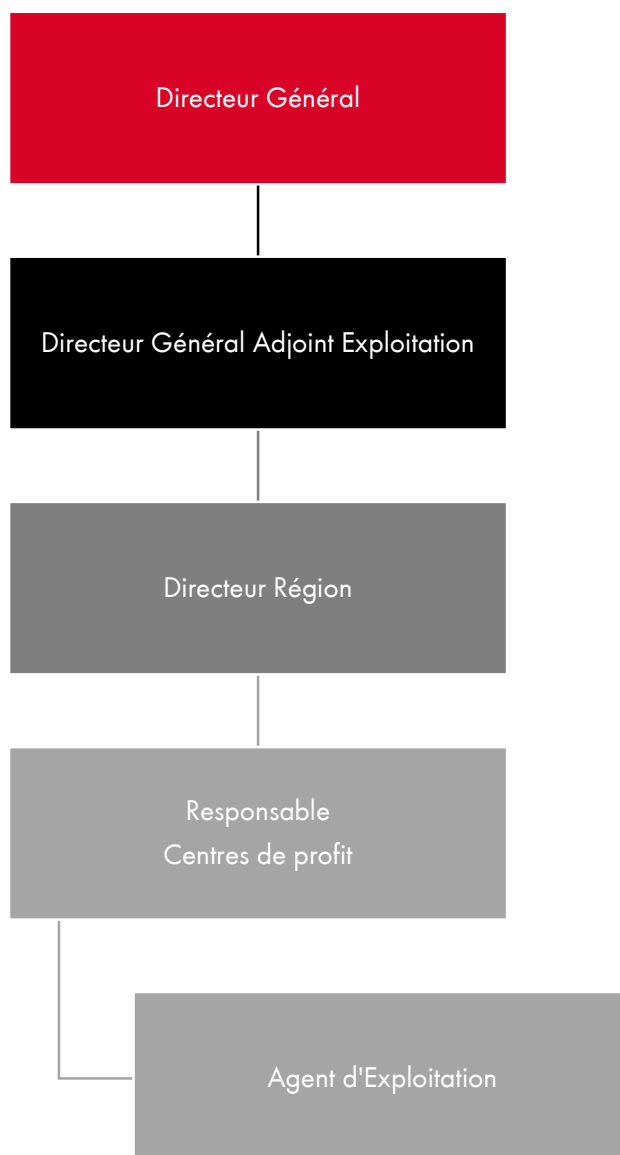 Directeur Général
Directeur Général Adjoint Exploitation
Directeur Région
Responsable
Centres de profit
Agent d'Exploitation